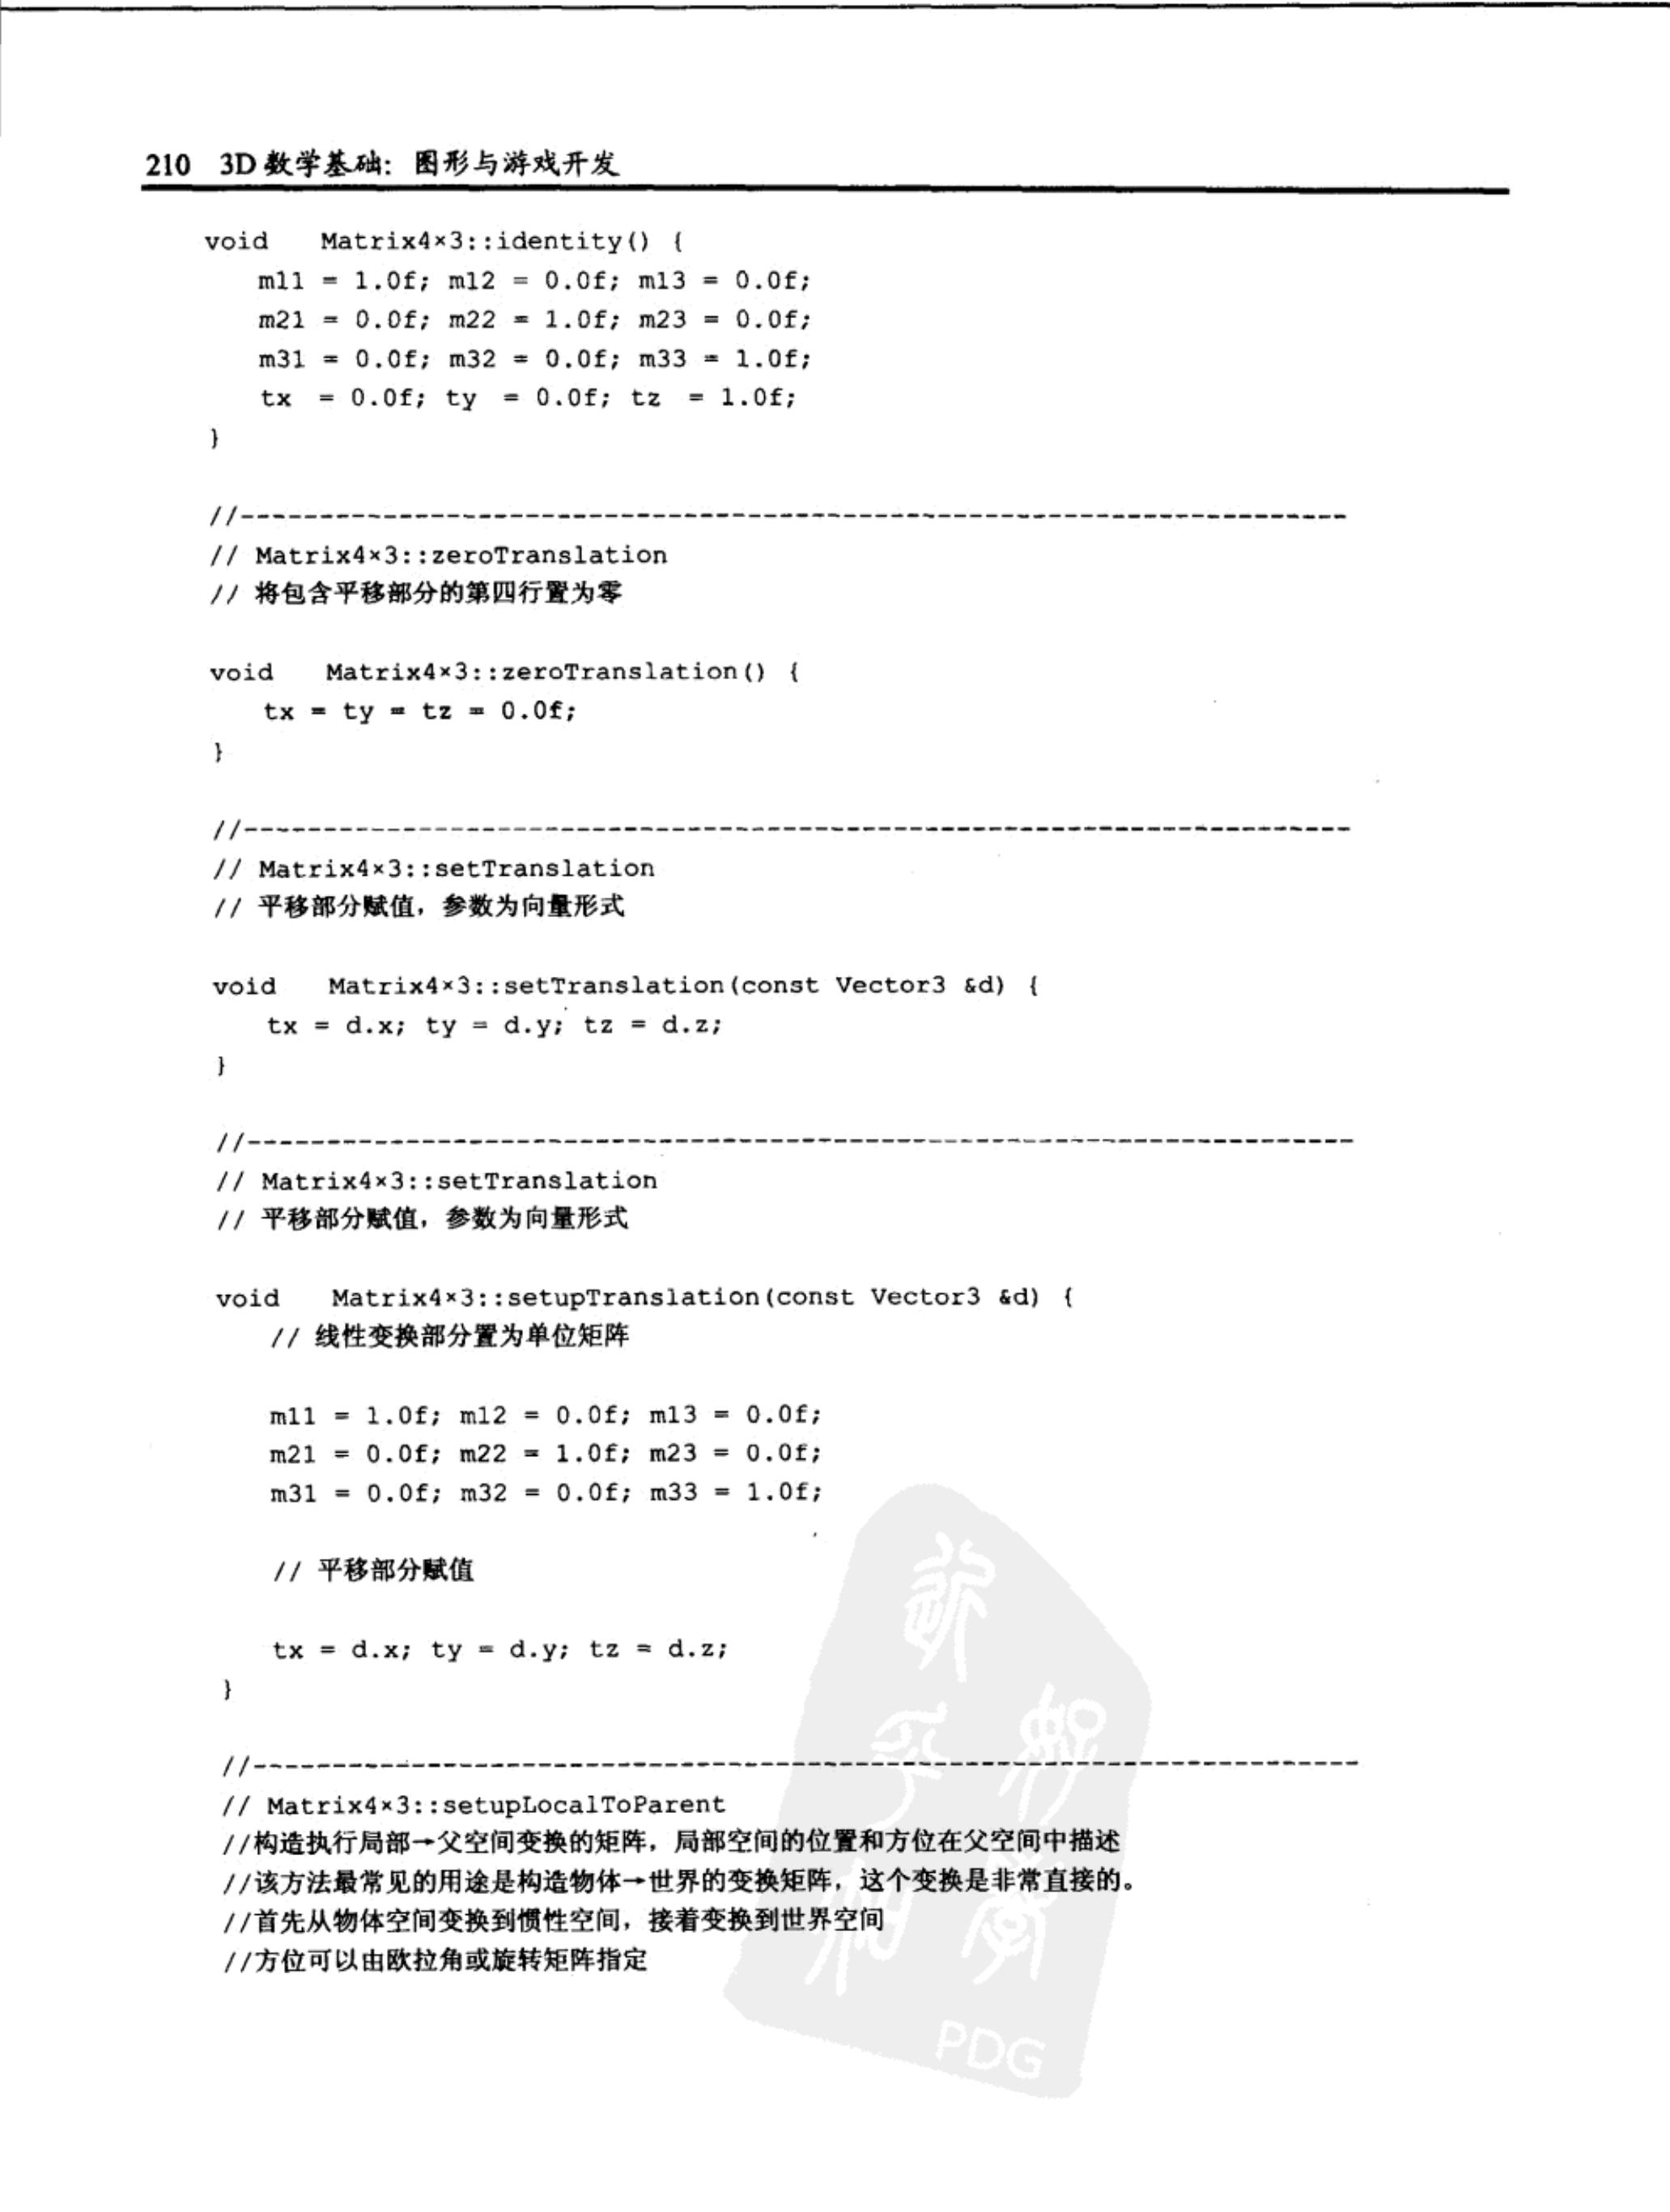 210 3D 数学基础：图形与游戏开发
void Matrix4×3::identity() {
m11 = 1.0f; m12 = 0.0f; m13 = 0.0f;
m21 = 0.0f; m22 = 1.0f; m23 = 0.0f;
m31 = 0.0f; m32 = 0.0f; m33 = 1.0f;
tx = 0.0f; ty = 0.0f; tz = 1.0f;
}
//----------------------------------------------------------------------
// Matrix4×3::zeroTranslation
// 将包含平移部分的第四行置为零
void Matrix4×3::zeroTranslation() {
tx = ty = tz = 0.0f;
}
//----------------------------------------------------------------------
// Matrix4×3::setTranslation
// 平移部分赋值，参数为向量形式
void Matrix4×3::setTranslation(const Vector3 &d) {
tx = d.x; ty = d.y; tz = d.z;
}
//----------------------------------------------------------------------
// Matrix4×3::setTranslation
// 平移部分赋值，参数为向量形式
void Matrix4×3::setupTranslation(const Vector3 &d) {
// 线性变换部分置为单位矩阵
m11 = 1.0f; m12 = 0.0f; m13 = 0.0f;
m21 = 0.0f; m22 = 1.0f; m23 = 0.0f;
m31 = 0.0f; m32 = 0.0f; m33 = 1.0f;
// 平移部分赋值
tx = d.x; ty = d.y; tz = d.z;
}
//----------------------------------------------------------------------
// Matrix4×3::setupLocalToParent
//构造执行局部→父空间变换的矩阵，局部空间的位置和方位在父空间中描述
//该方法最常见的用途是构造物体→世界的变换矩阵，这个变换是非常直接的。
//首先从物体空间变换到惯性空间，接着变换到世界空间
//方位可以由欧拉角或旋转矩阵指定
PDG